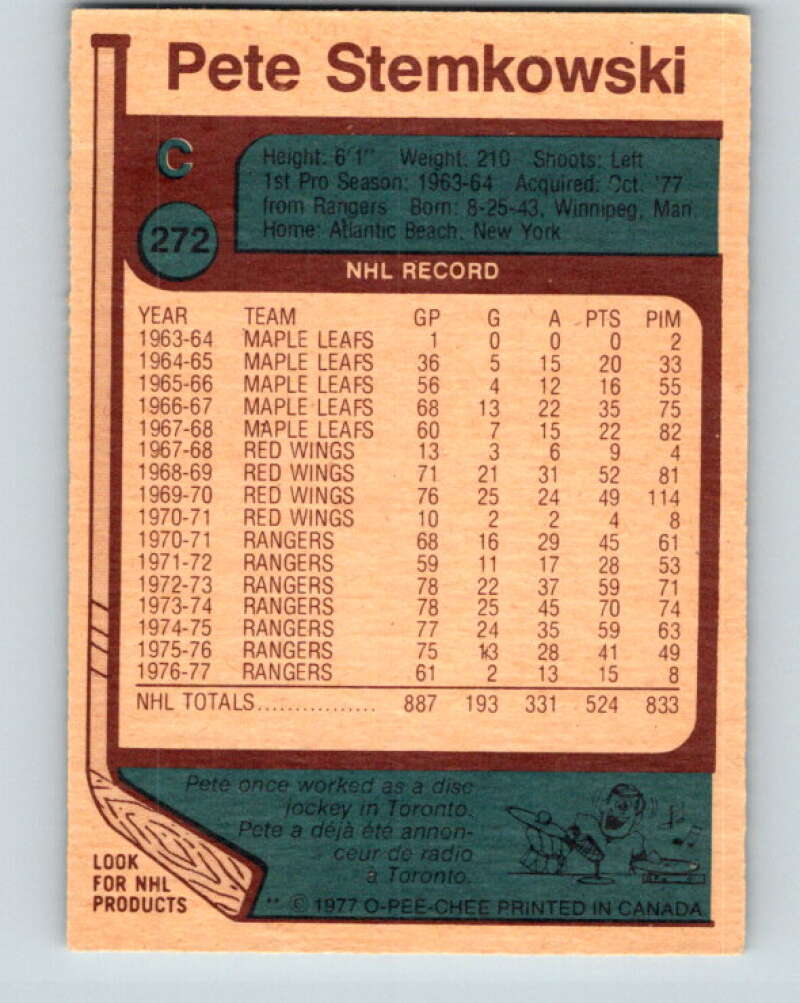 Pete Stemkowski
C
Height: 6'1" Weight: 210 Shoots: Left
1st Pro Season: 1963-64 Acquired: Oct. '77
from Rangers Born: 8-25-43, Winnipeg, Man.
Home: Atlantic Beach, New York
272
NHL RECORD
YEAR TEAM GP G A PTS PIM
1963-64 MAPLE LEAFS 1 0 0 0 2
1964-65 MAPLE LEAFS 36 5 15 20 33
1965-66 MAPLE LEAFS 56 4 12 16 55
1966-67 MAPLE LEAFS 68 13 22 35 75
1967-68 MAPLE LEAFS 60 7 15 22 82
1967-68 RED WINGS 13 3 6 9 4
1968-69 RED WINGS 71 21 31 52 81
1969-70 RED WINGS 76 25 24 49 114
1970-71 RED WINGS 10 2 2 4 8
1970-71 RANGERS 68 16 29 45 61
1971-72 RANGERS 59 11 17 28 53
1972-73 RANGERS 78 22 37 59 71
1973-74 RANGERS 78 25 45 70 74
1974-75 RANGERS 77 24 35 59 63
1975-76 RANGERS 75 13 28 41 49
1976-77 RANGERS 61 2 13 15 8
NHL TOTALS................ 887 193 331 524 833
Pete once worked as a disc
jockey in Toronto.
Pete a déjà été annon-
ceur de radio
à Toronto.
LOOK
FOR NHL
PRODUCTS
** © 1977 O-PEE-CHEE PRINTED IN CANADA